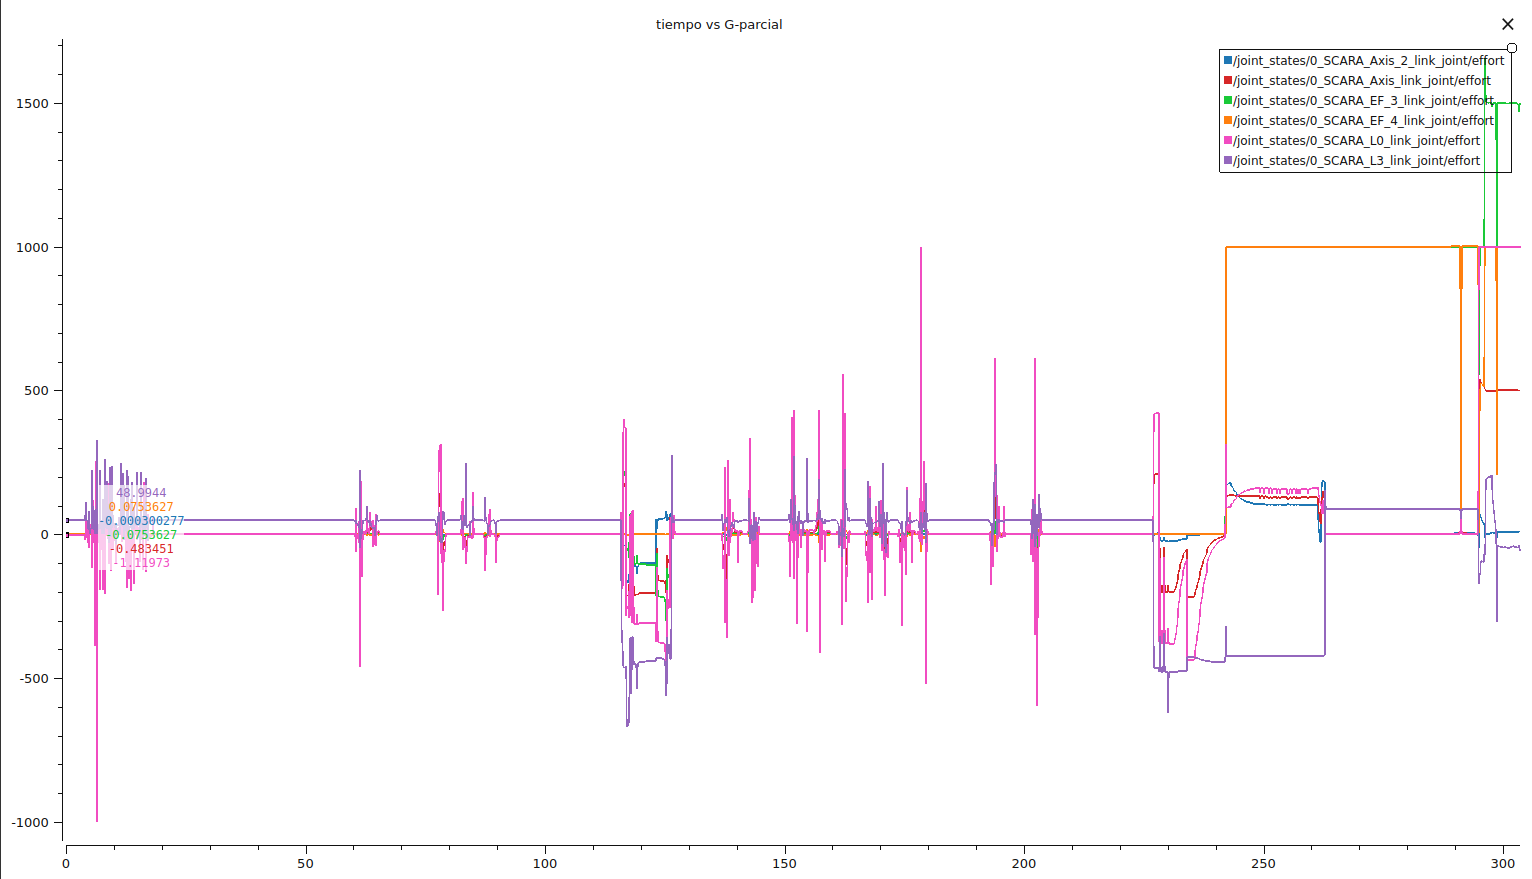 tiempo vs G-parcial
/joint_states/0_SCARA_Axis_2_link_joint/effort
/joint_states/0_SCARA_Axis_link_joint/effort
/joint_states/0_SCARA_EF_3_link_joint/effort
/joint_states/0_SCARA_EF_4_link_joint/effort
/joint_states/0_SCARA_L0_link_joint/effort
/joint_states/0_SCARA_L3_link_joint/effort
1500
1000
500
0
-500
-1000
48.9944
0.0753627
-0.000300277
-0.0753627
-0.483451
-1.11973
0 50 100 150 200 250 300